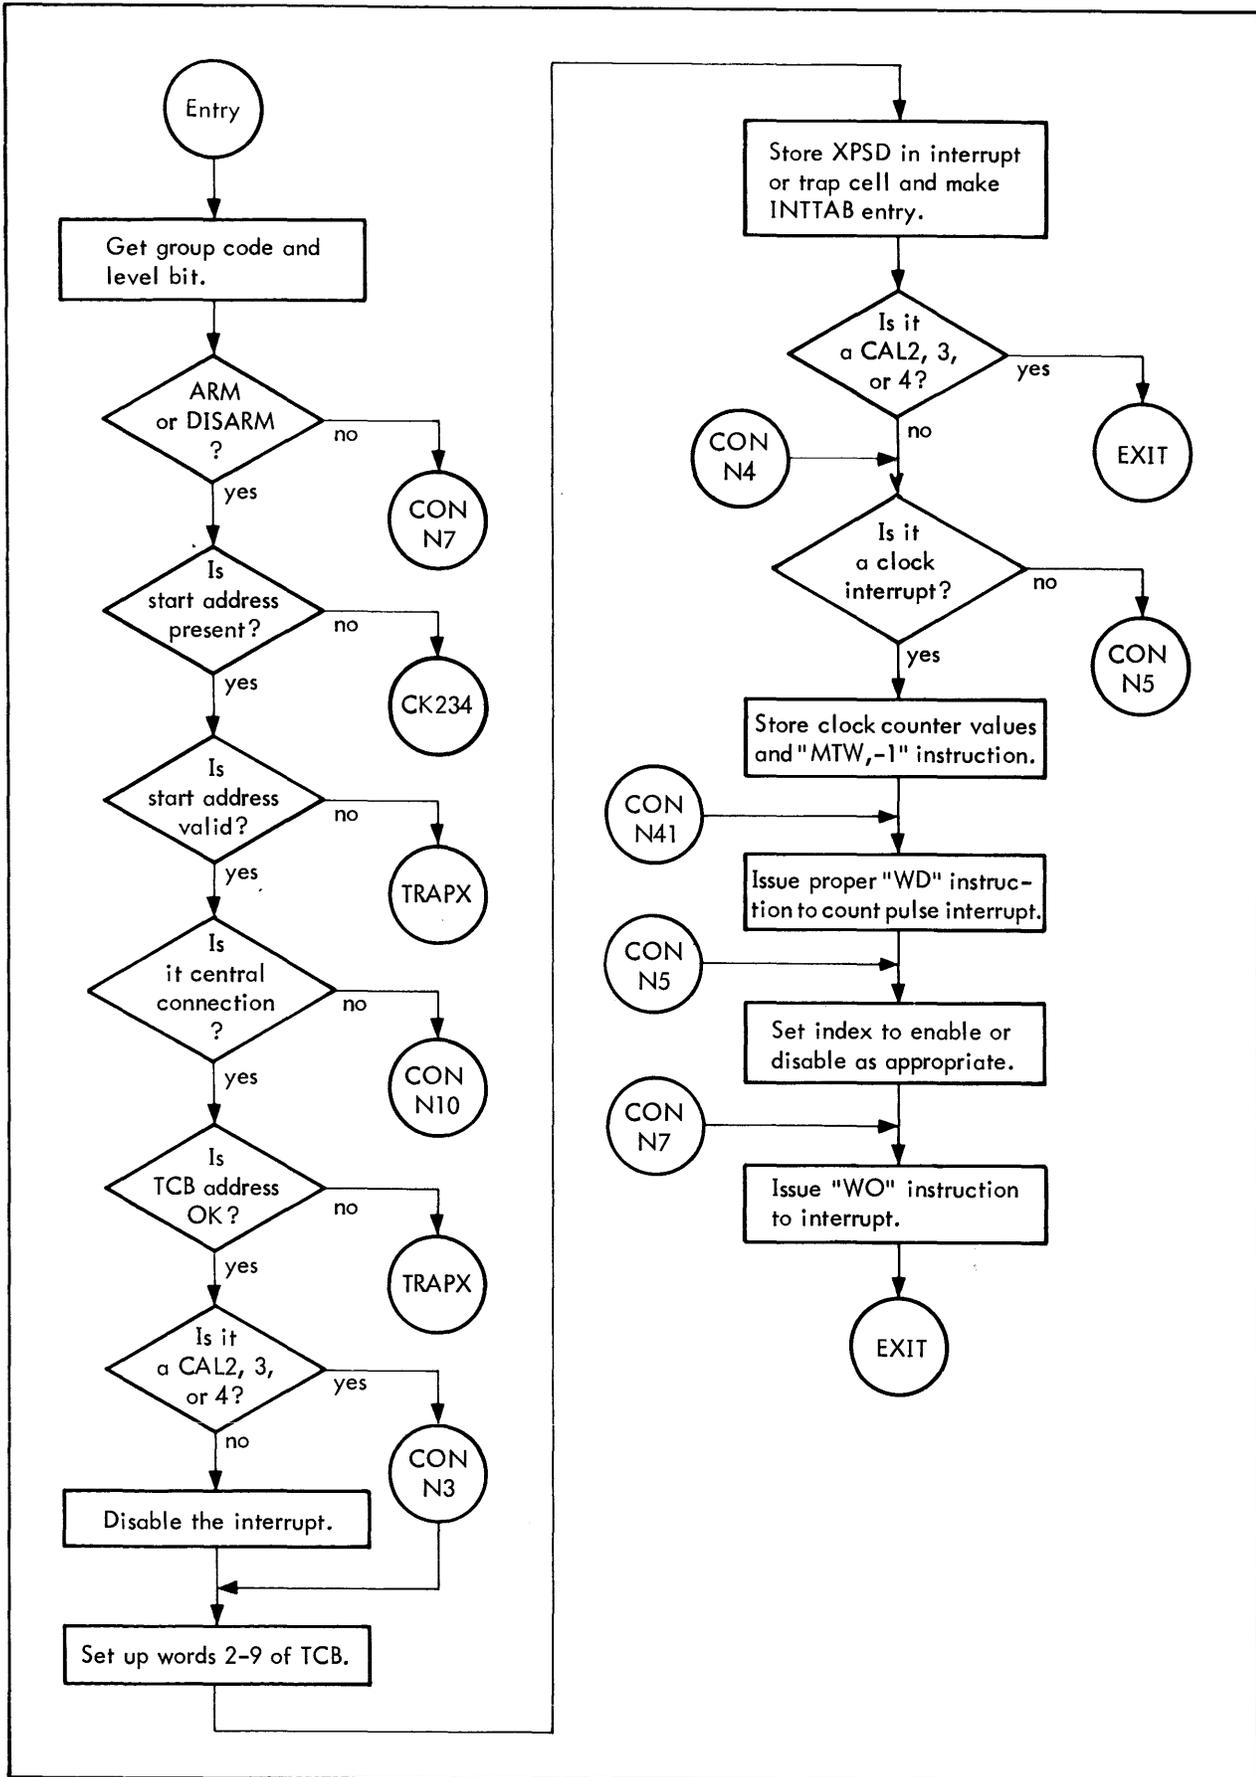 Entry
Get group code and
level bit.
ARM
or DISARM
?
no
CON
N7
yes
Is
start address
present?
no
CK234
yes
Is
start address
valid?
no
TRAPX
yes
Is
it central
connection
?
no
CON
N10
yes
Is
TCB address
OK?
no
TRAPX
yes
Is it
a CAL2, 3,
or 4?
yes
CON
N3
no
Disable the interrupt.
Set up words 2-9 of TCB.
Store XPSD in interrupt
or trap cell and make
INTTAB entry.
Is it
a CAL2, 3,
or 4?
yes
EXIT
no
CON
N4
Is it
a clock
interrupt?
no
CON
N5
yes
Store clock counter values
and "MTW,-1" instruction.
CON
N41
Issue proper "WD" instruc-
tion to count pulse interrupt.
CON
N5
Set index to enable or
disable as appropriate.
CON
N7
Issue "WO" instruction
to interrupt.
EXIT